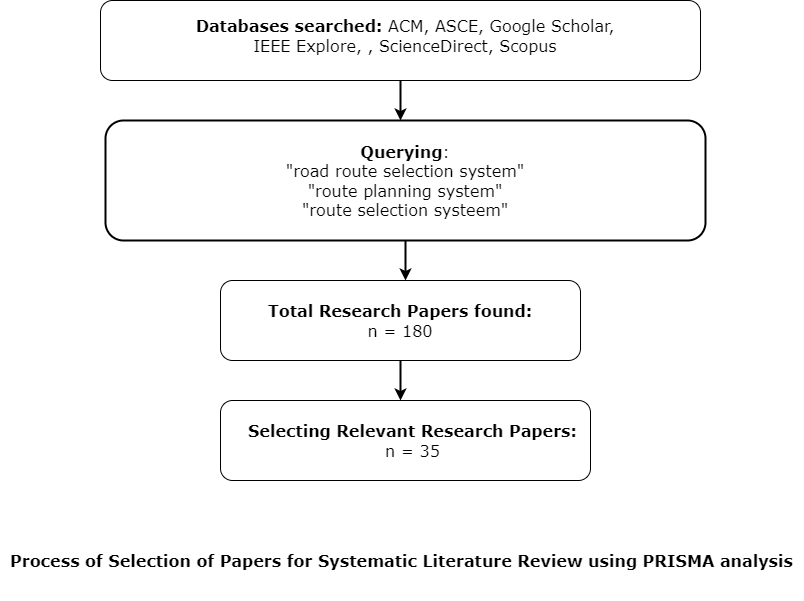 Databases searched: ACM, ASCE, Google Scholar,
IEEE Explore, , ScienceDirect, Scopus
Querying:
"road route selection system"
"route planning system"
"route selection systeem"
Total Research Papers found:
n = 180
Selecting Relevant Research Papers:
n = 35
Process of Selection of Papers for Systematic Literature Review using PRISMA analysis